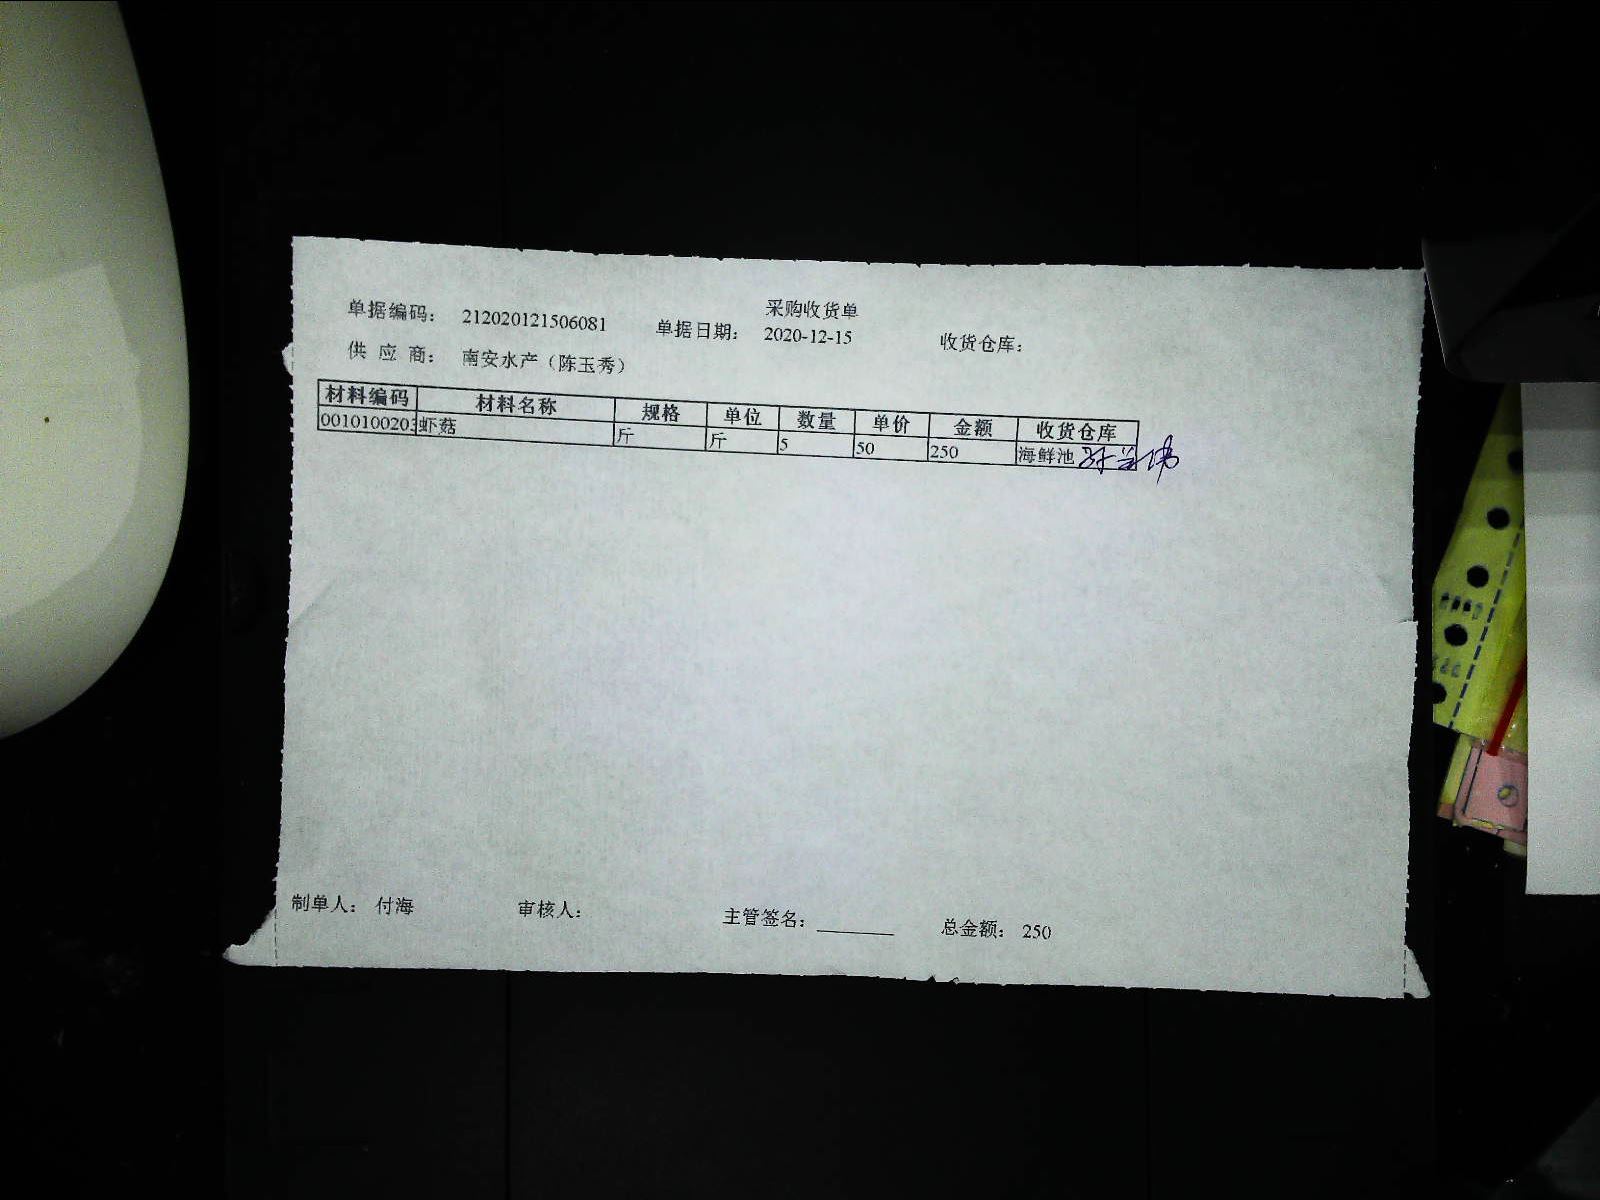 采购收货单
单据编码: 212020121506081 单据日期: 2020-12-15 收货仓库:
供应商: 南安水产（陈玉秀）
材料编码 材料名称 规格 单位 数量 单价 金额 收货仓库
0010100203 虾菇 斤 斤 5 50 250 海鲜池
制单人: 付海 审核人: 主管签名: 总金额: 250